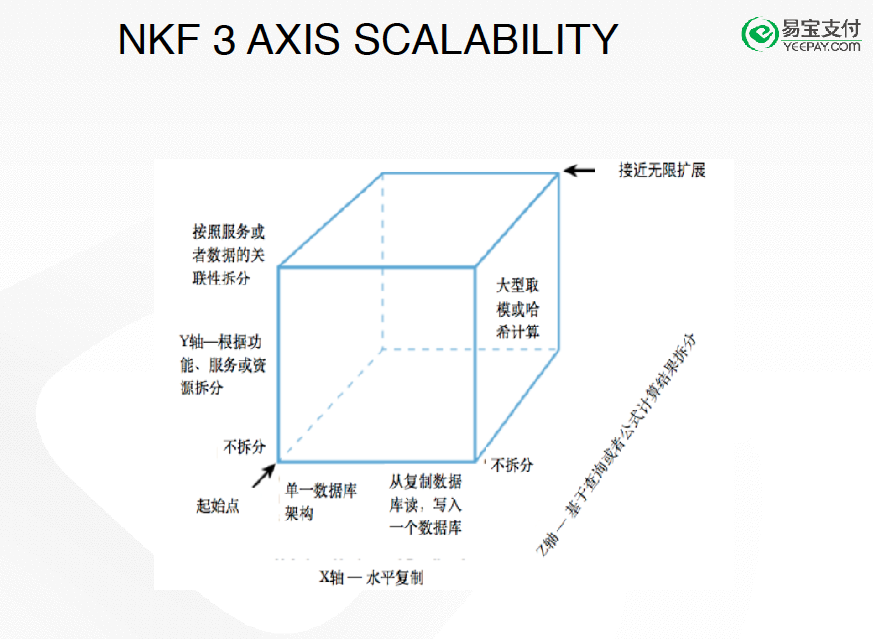 NKF 3 AXIS SCALABILITY
易宝支付
YEEPAY.COM
接近无限扩展
按照服务或
者数据的关
联性拆分
大型取
模或哈
希计算
Y轴—根据功
能、服务或资
源拆分
不拆分
不拆分
起始点
单一数据库
架构
从复制数据
库读，写入
一个数据库
X轴 — 水平复制
Z轴 — 基于查询或者公式计算结果拆分